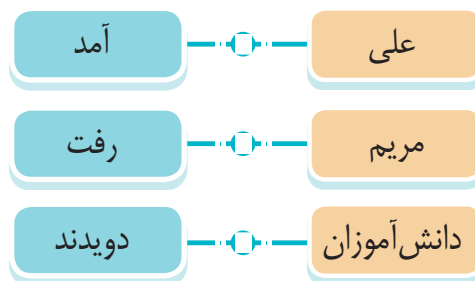 علی آمد
مریم رفت
دانش‌آموزان دویدند